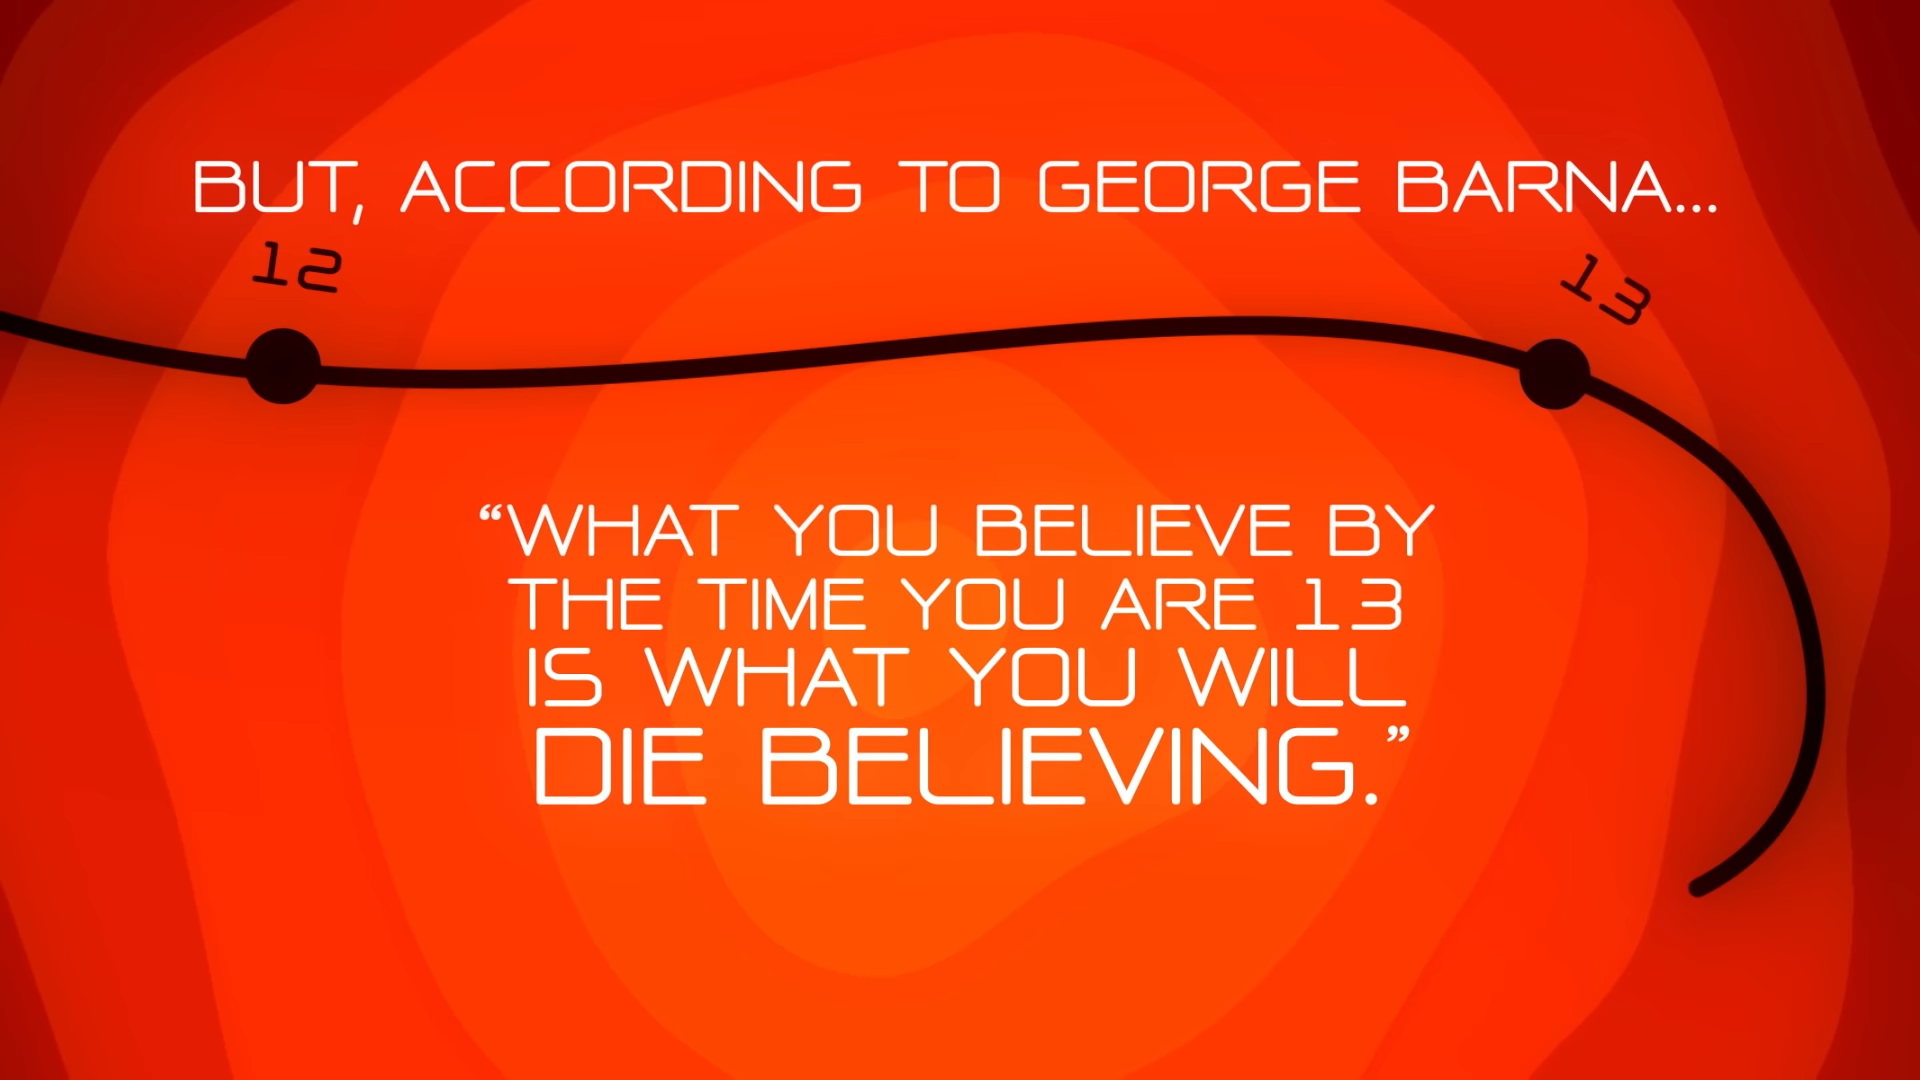 BUT, ACCORDING TO GEORGE BARNA...
12
13
“WHAT YOU BELIEVE BY
THE TIME YOU ARE 13
IS WHAT YOU WILL
DIE BELIEVING.”